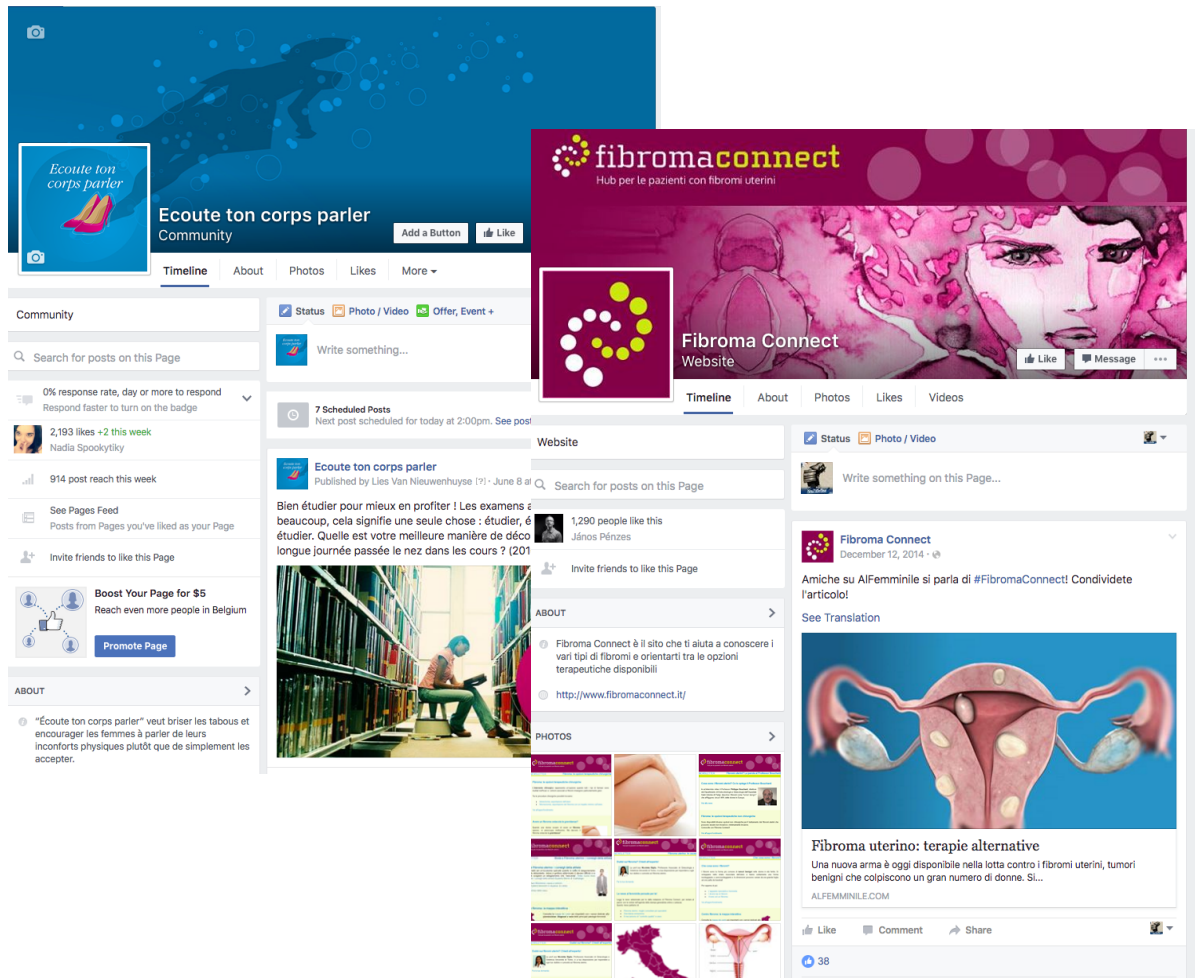 Ecoute ton
corps parler
Ecoute ton corps parler
Community
Add a Button
Like
Timeline
About
Photos
Likes
More
Community
Search for posts on this Page
0% response rate, day or more to respond
Respond faster to turn on the badge
2,193 likes +2 this week
Nadia Spookytiky
914 post reach this week
See Pages Feed
Posts from Pages you've liked as your Page
Invite friends to like this Page
Boost Your Page for $5
Reach even more people in Belgium
Promote Page
ABOUT
"Écoute ton corps parler" veut briser les tabous et
encourager les femmes à parler de leurs
inconforts physiques plutôt que de simplement les
accepter.
Status
Photo / Video
Offer, Event +
Write something...
7 Scheduled Posts
Next post scheduled for today at 2:00pm. See post
Ecoute ton corps parler
Published by Lies Van Nieuwenhuyse [?] · June 8 at
Bien étudier pour mieux en profiter ! Les examens a
beaucoup, cela signifie une seule chose : étudier, é
étudier. Quelle est votre meilleure manière de déco
longue journée passée le nez dans les cours ? (201
fibromaconnect
Hub per le pazienti con fibromi uterini
Fibroma Connect
Website
Like
Message
Timeline
About
Photos
Likes
Videos
Website
Search for posts on this Page
1,290 people like this
János Pénzes
Invite friends to like this Page
ABOUT
Fibroma Connect è il sito che ti aiuta a conoscere i
vari tipi di fibromi e orientarti tra le opzioni
terapeutiche disponibili
http://www.fibromaconnect.it/
PHOTOS
fibromaconnect
fibromaconnect
fibromaconnect
fibromaconnect
fibromaconnect
fibromaconnect
Status
Photo / Video
Write something on this Page...
Fibroma Connect
December 12, 2014
Amiche su AlFemminile si parla di #FibromaConnect! Condividete
l'articolo!
See Translation
Fibroma uterino: terapie alternative
Una nuova arma è oggi disponibile nella lotta contro i fibromi uterini, tumori
benigni che colpiscono un gran numero di donne. Si...
ALFEMMINILE.COM
Like
Comment
Share
38